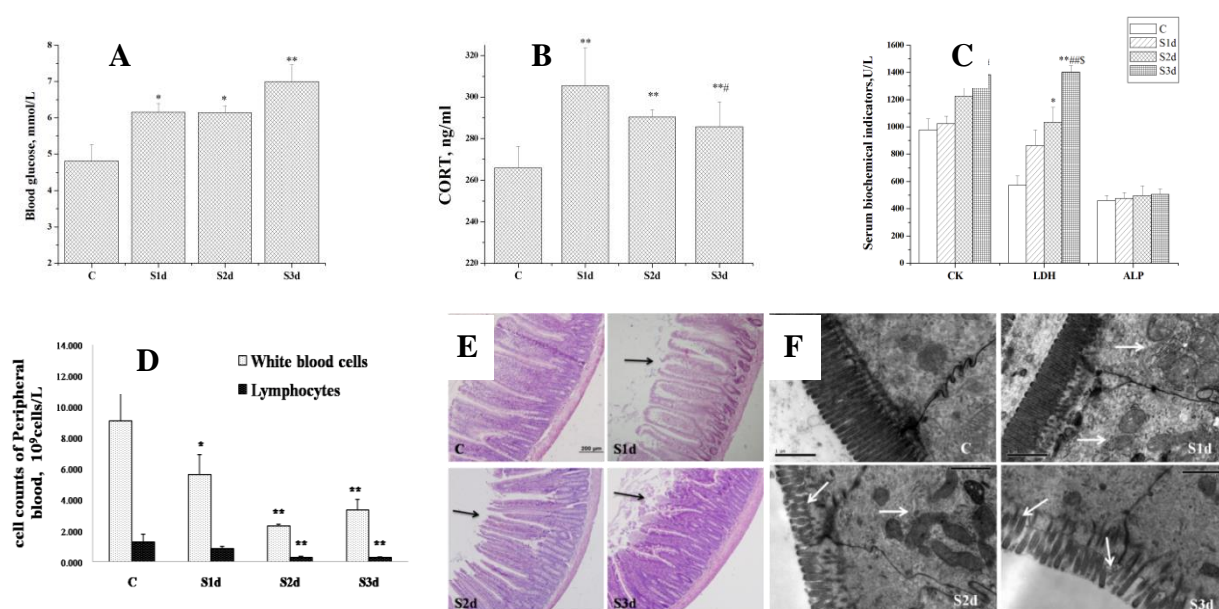 A
Blood glucose, mmol/L
8
7
6
5
4
3
2
*
*
**
C
S1d
S2d
S3d
B
CORT, ng/ml
320
300
280
260
240
220
**
**
**#
C
S1d
S2d
S3d
C
C
S1d
S2d
S3d
Serum biochemical indicators,U/L
1600
1400
1200
1000
800
600
400
200
0
*
**##$
CK
LDH
ALP
D
White blood cells
Lymphocytes
cell counts of Peripheral
blood, 10⁹cells/L
14.000
12.000
10.000
8.000
6.000
4.000
2.000
0.000
*
**
**
**
**
C
S1d
S2d
S3d
E
C
200 μm
S1d
S2d
S3d
F
C
S1d
S2d
S3d